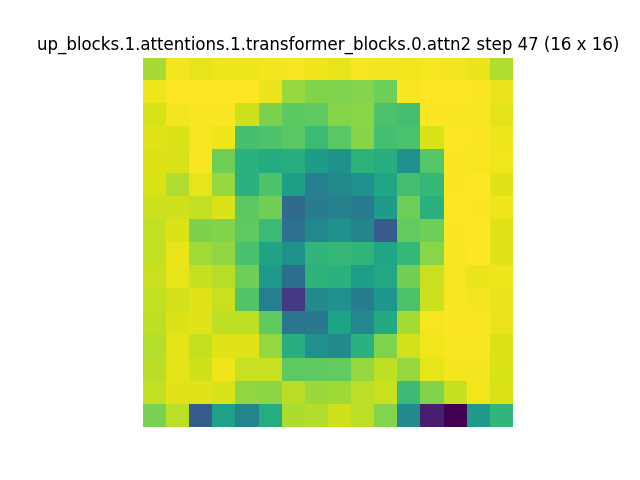 up_blocks.1.attentions.1.transformer_blocks.0.attn2 step 47 (16 x 16)